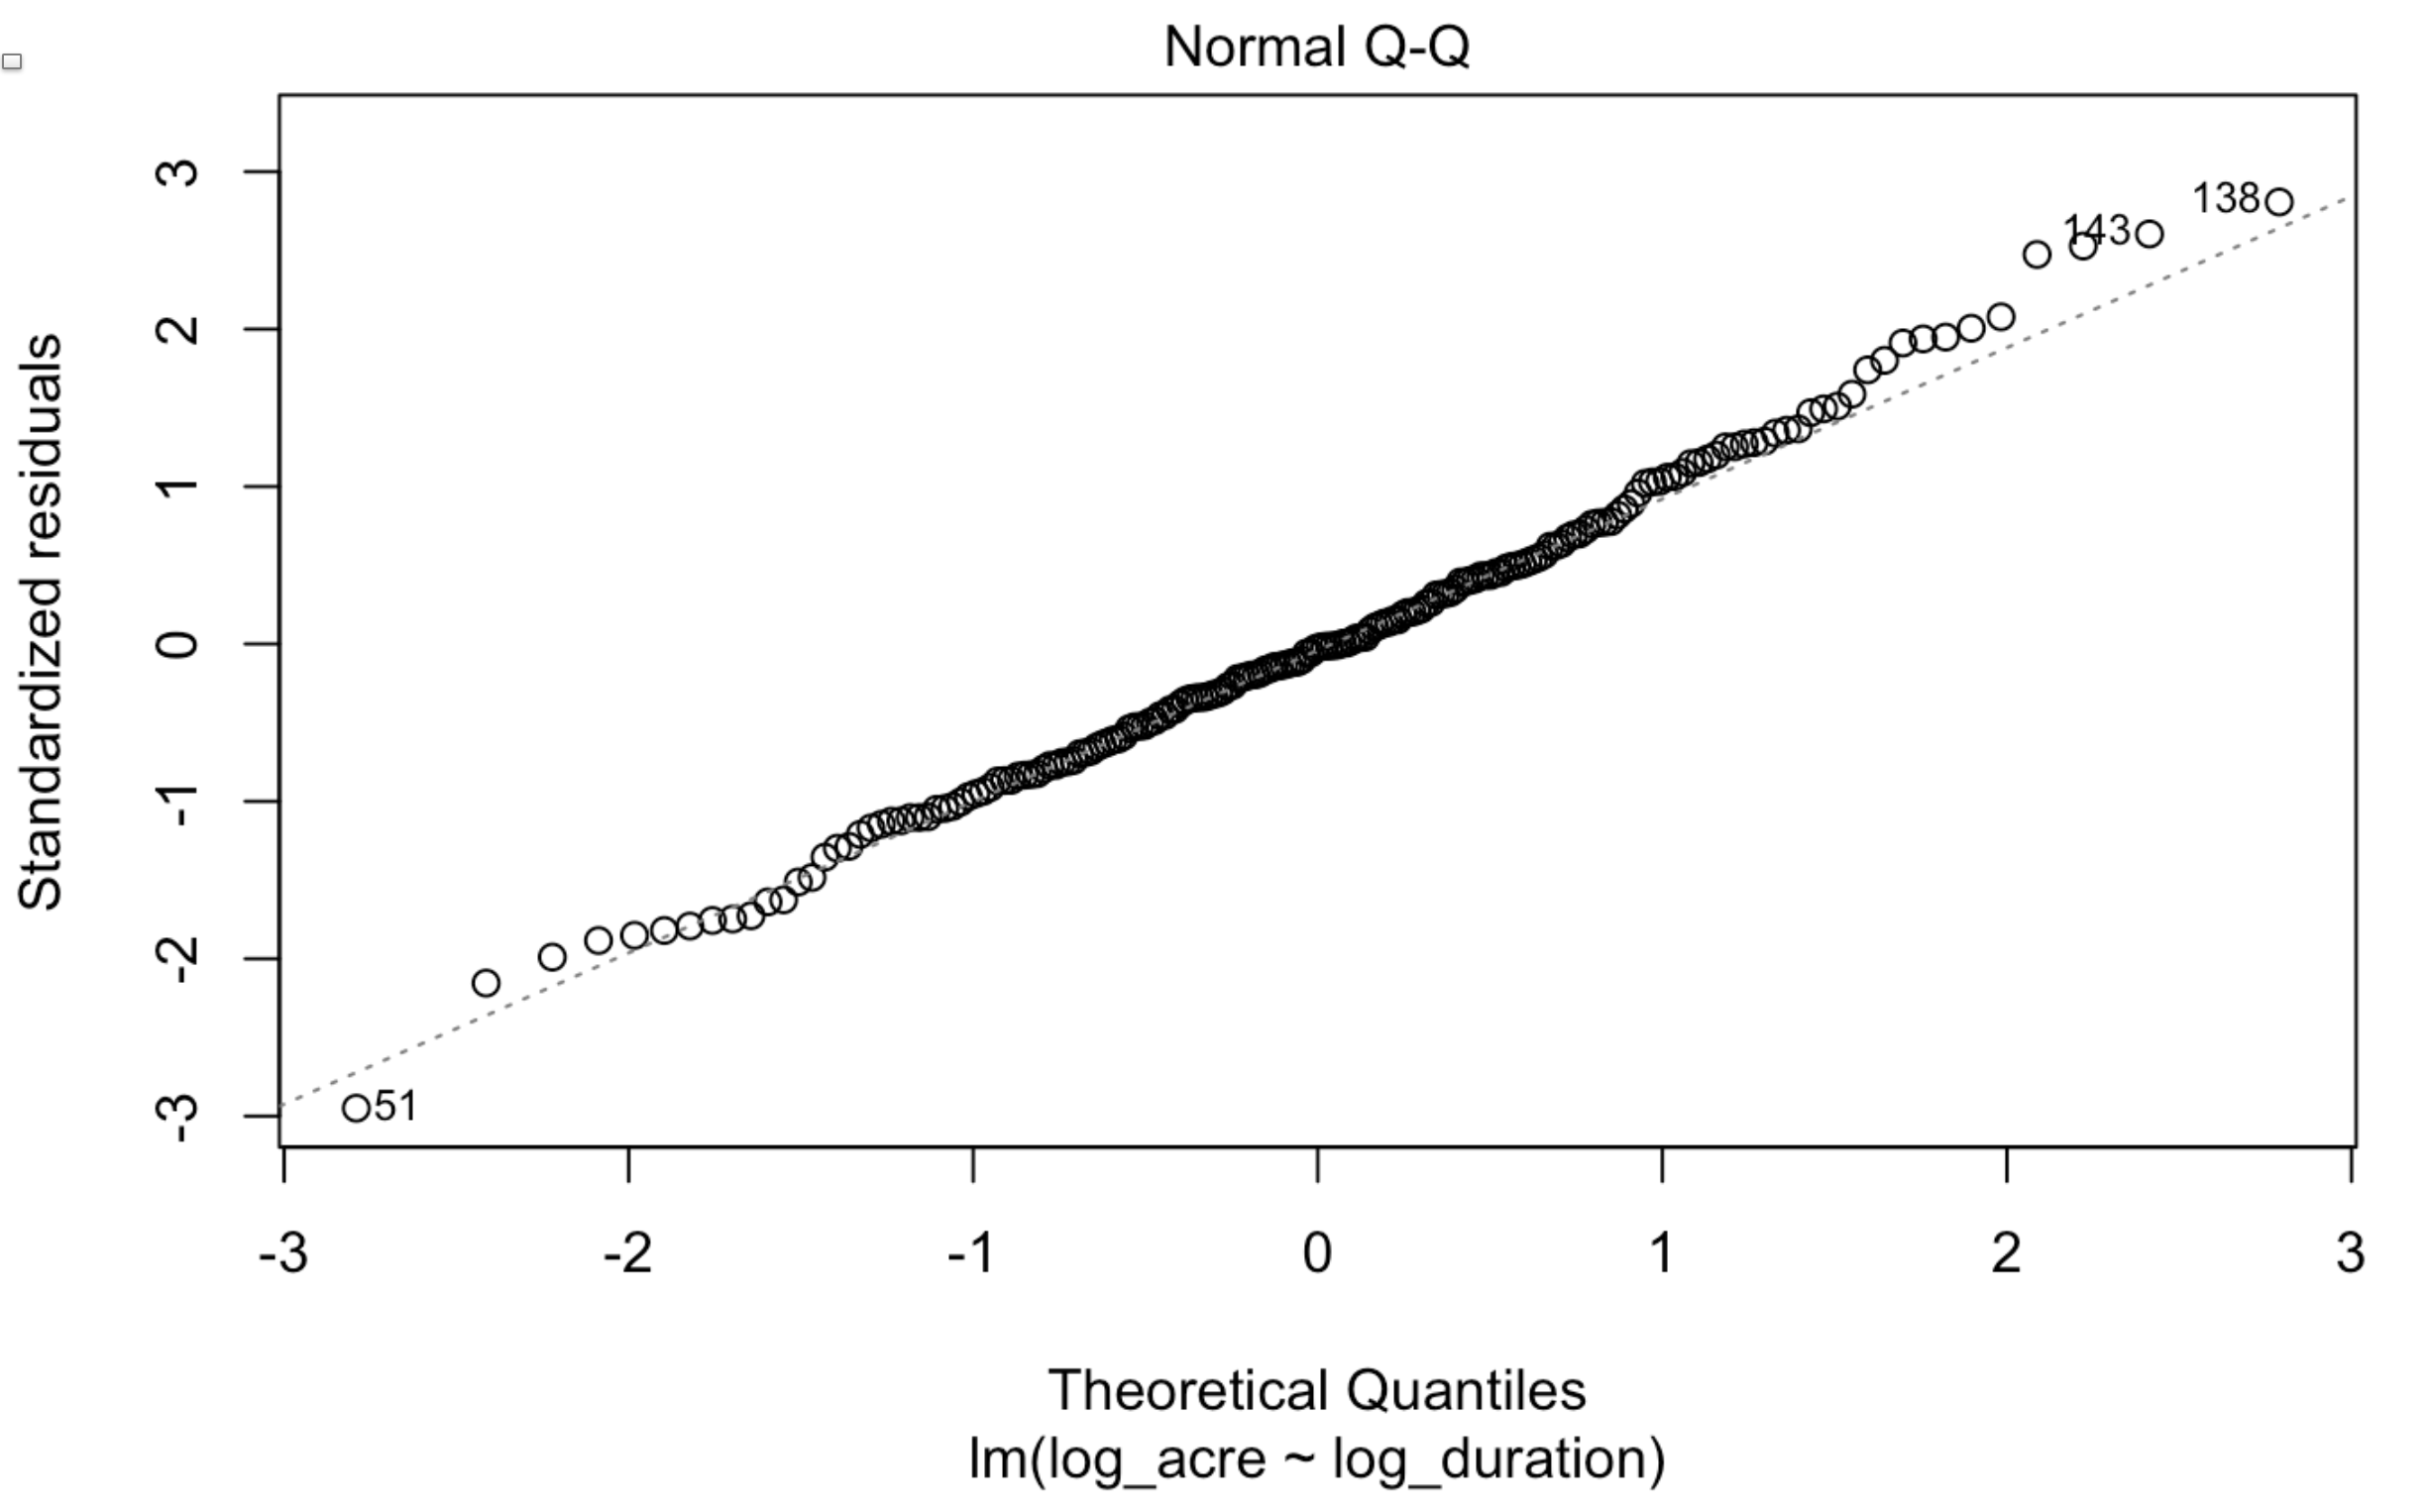 Normal Q-Q
Standardized residuals
3
2
1
0
-1
-2
-3
138
143
51
-3 -2 -1 0 1 2 3
Theoretical Quantiles
lm(log_acre ~ log_duration)